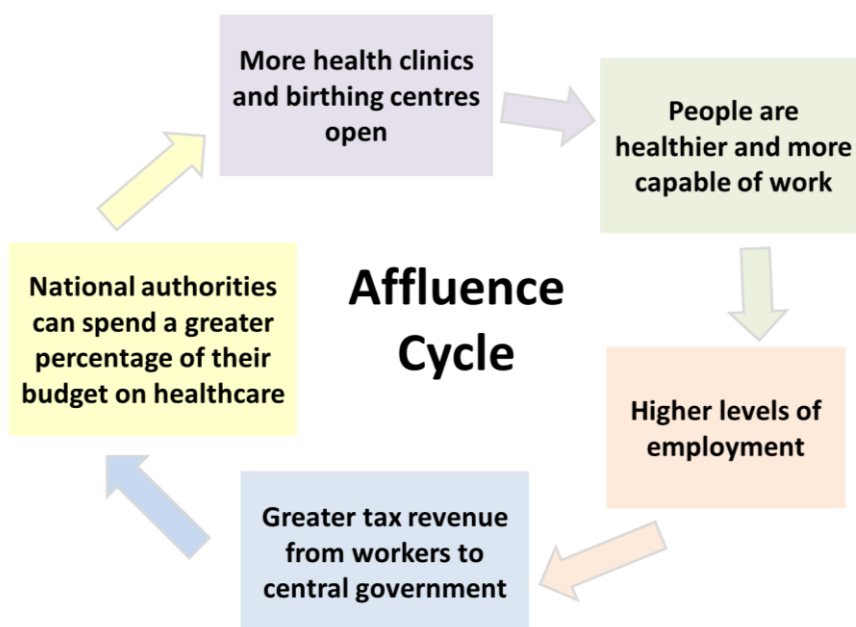 More health clinics
and birthing centres
open
People are
healthier and more
capable of work
Higher levels of
employment
Greater tax revenue
from workers to
central government
National authorities
can spend a greater
percentage of their
budget on healthcare
Affluence
Cycle